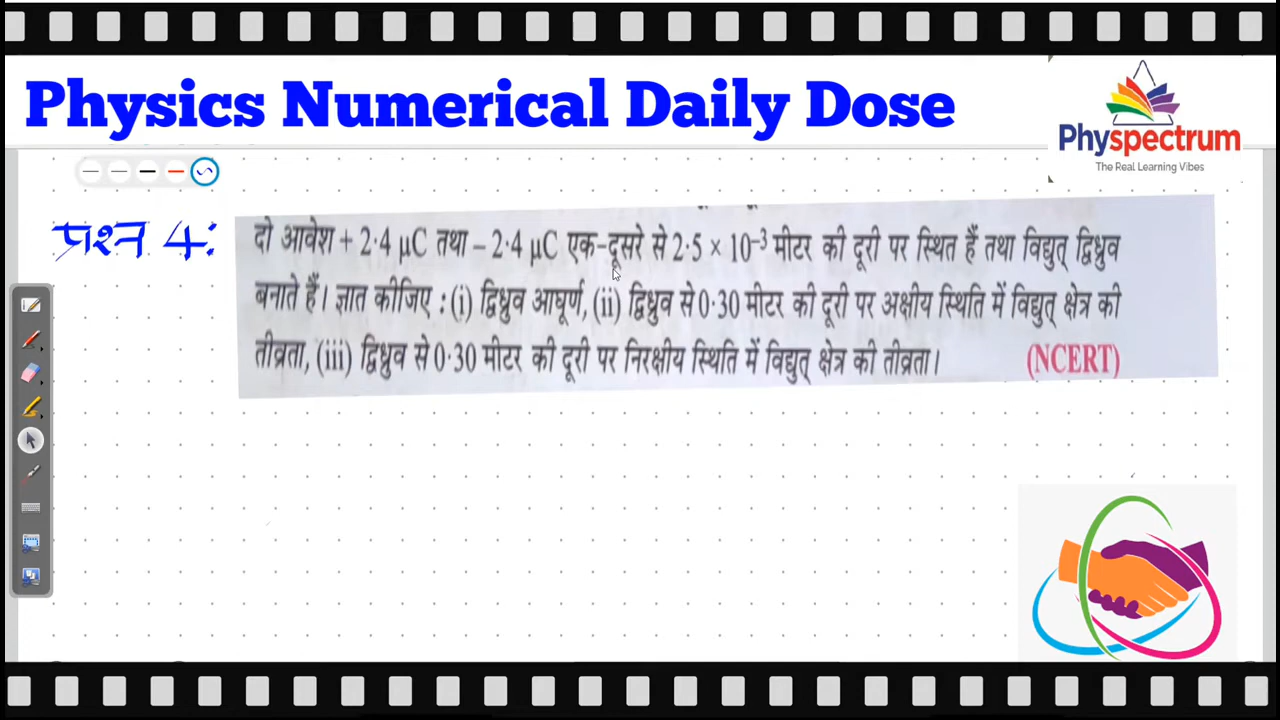 Physics Numerical Daily Dose
Physpectrum
The Real Learning Vibes
प्रश्न 4:
दो आवेश + 2·4 μC तथा – 2·4 μC एक-दूसरे से 2·5 × 10⁻³ मीटर की दूरी पर स्थित हैं तथा विद्युत् द्विध्रुव
बनाते हैं। ज्ञात कीजिए : (i) द्विध्रुव आघूर्ण, (ii) द्विध्रुव से 0·30 मीटर की दूरी पर अक्षीय स्थिति में विद्युत् क्षेत्र की
तीव्रता, (iii) द्विध्रुव से 0·30 मीटर की दूरी पर निरक्षीय स्थिति में विद्युत् क्षेत्र की तीव्रता। (NCERT)